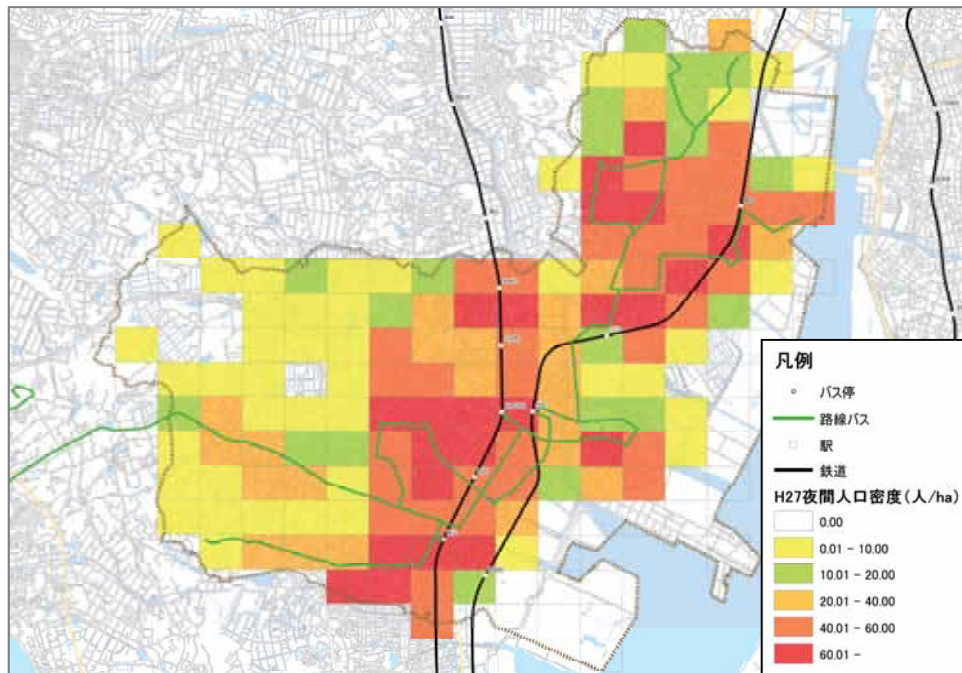 凡例
バス停
路線バス
駅
鉄道
H27夜間人口密度(人/ha)
0.00
0.01 - 10.00
10.01 - 20.00
20.01 - 40.00
40.01 - 60.00
60.01 -